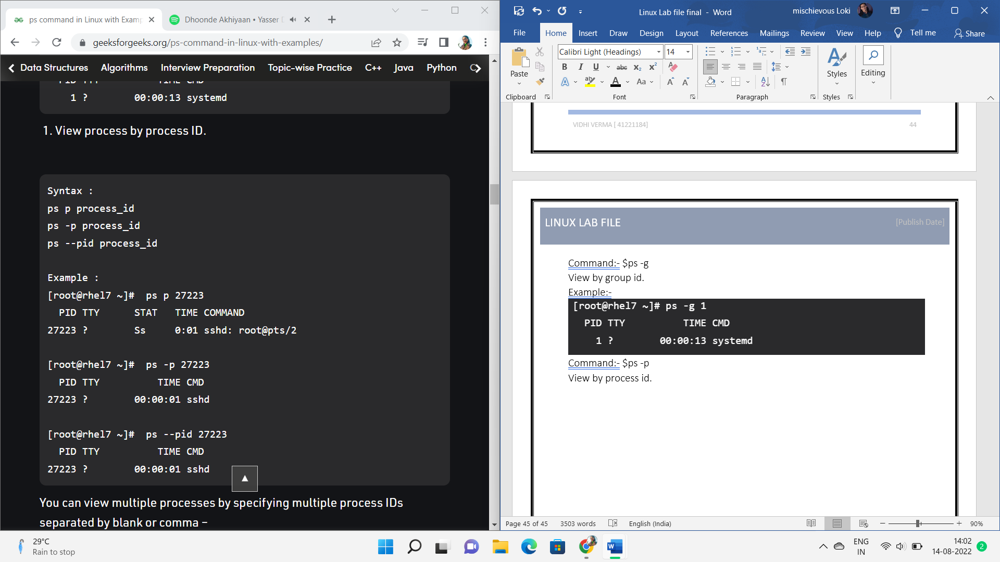 ps command in Linux with Examp
Dhoonde Akhiyaan • Yasser D
geeksforgeeks.org/ps-command-in-linux-with-examples/
Data Structures Algorithms Interview Preparation Topic-wise Practice C++ Java Python
PID TTY TIME CMD
1 ? 00:00:13 systemd
1. View process by process ID.
Syntax :
ps p process_id
ps -p process_id
ps --pid process_id
Example :
[root@rhel7 ~]# ps p 27223
PID TTY STAT TIME COMMAND
27223 ? Ss 0:01 sshd: root@pts/2
[root@rhel7 ~]# ps -p 27223
PID TTY TIME CMD
27223 ? 00:00:01 sshd
[root@rhel7 ~]# ps --pid 27223
PID TTY TIME CMD
27223 ? 00:00:01 sshd
You can view multiple processes by specifying multiple process IDs
separated by blank or comma –
Linux Lab file final - Word
mischievous Loki
File Home Insert Draw Design Layout References Mailings Review View Help Tell me Share
Calibri Light (Headings) 14
Paste
B I U abc X₂ X²
A ab A Aa A A
Styles
Editing
Clipboard Font Paragraph Styles
VIDHI VERMA [ 41221184] 44
LINUX LAB FILE [Publish Date]
Command:- $ps -g
View by group id.
Example:-
[root@rhel7 ~]# ps -g 1
PID TTY TIME CMD
1 ? 00:00:13 systemd
Command:- $ps -p
View by process id.
Page 45 of 45 3503 words English (India) 90%
29°C
Rain to stop
ENG
IN
14:02
14-08-2022
2